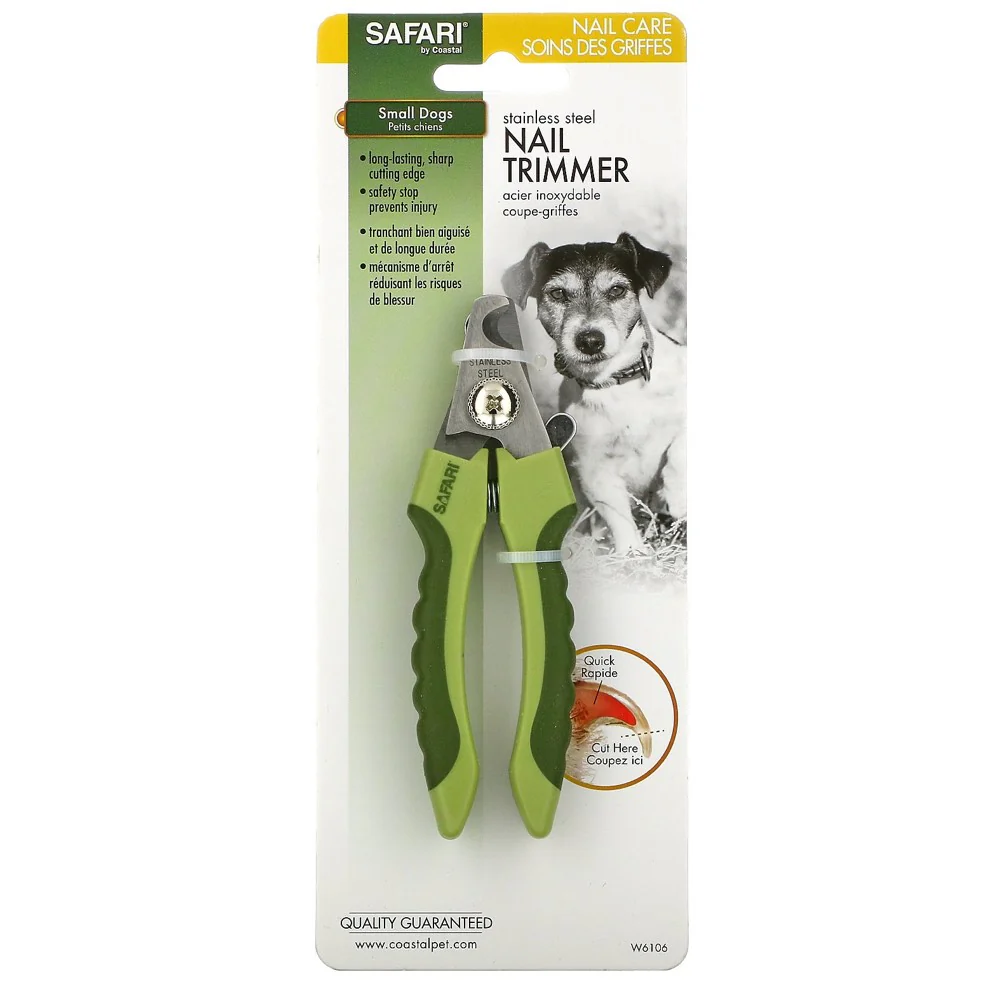 SAFARI®
by Coastal
NAIL CARE
SOINS DES GRIFFES
Small Dogs
Petits chiens
• long-lasting, sharp
cutting edge
• safety stop
prevents injury
• tranchant bien aiguisé
et de longue durée
• mécanisme d'arrêt
réduisant les risques
de blessur
stainless steel
NAIL
TRIMMER
acier inoxydable
coupe-griffes
STAINLESS
STEEL
SAFARI
Quick
Rapide
Cut Here
Coupez ici
QUALITY GUARANTEED
www.coastalpet.com
W6106